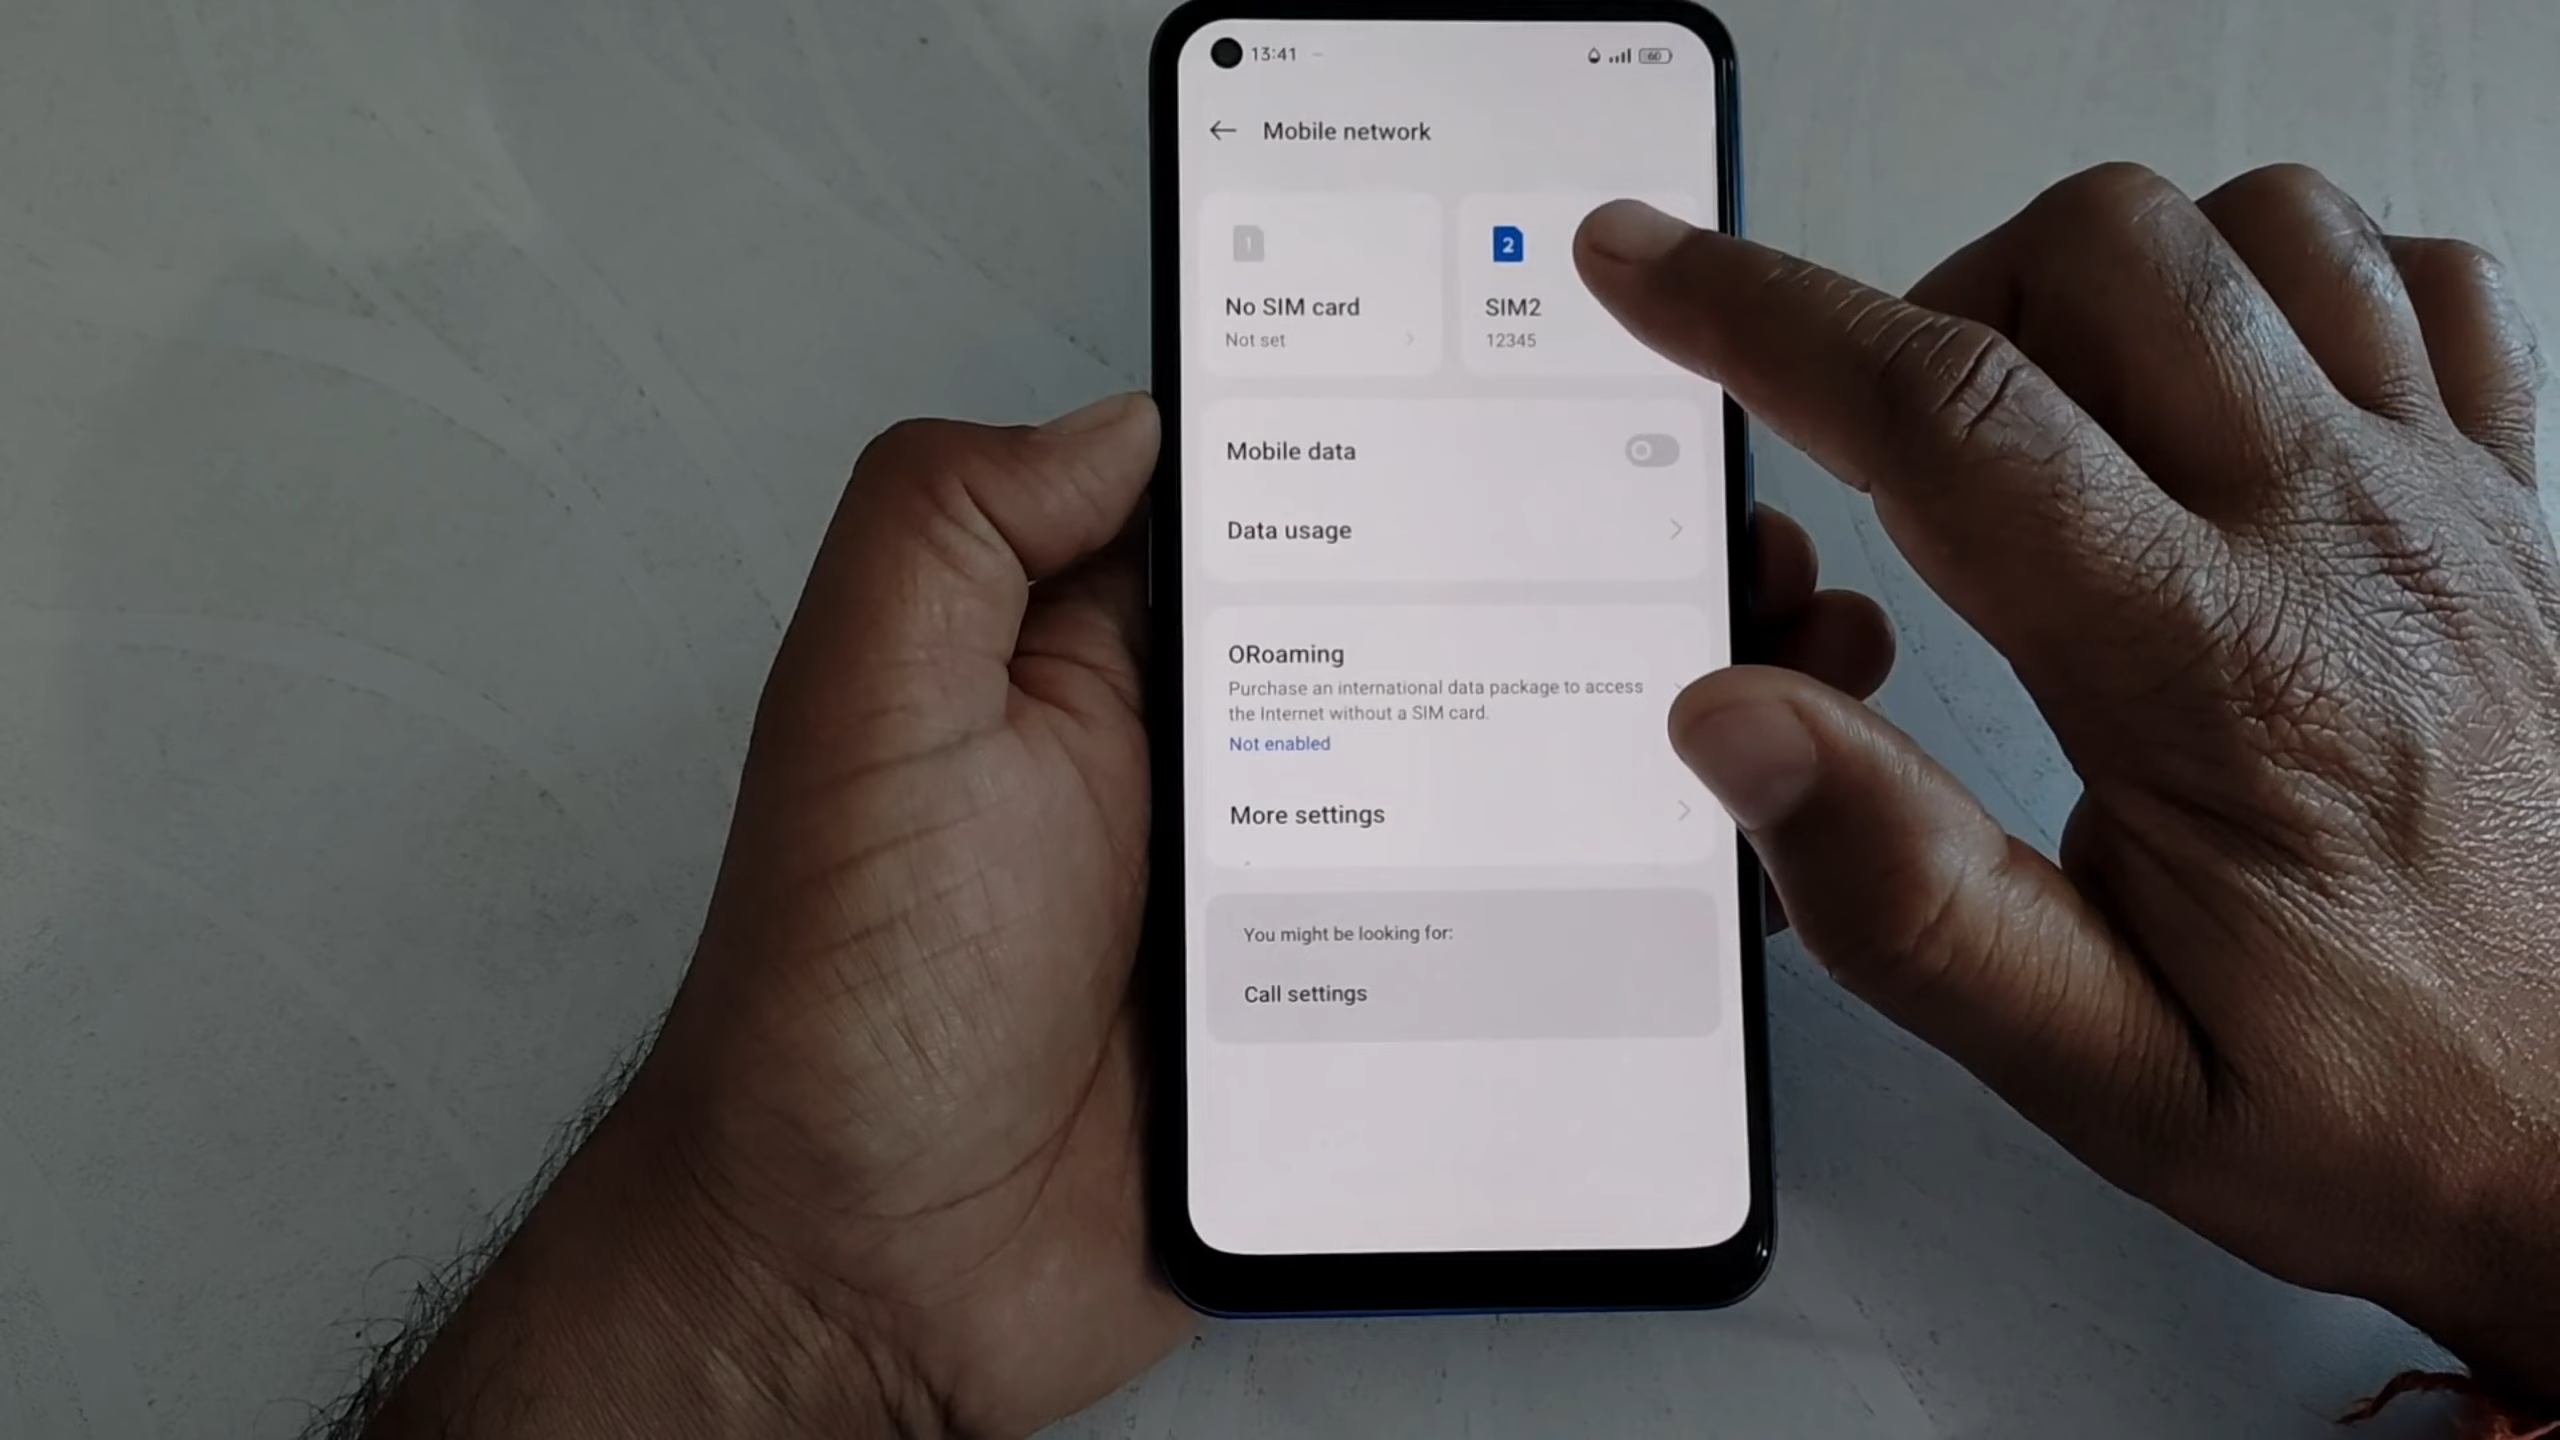 13:41
60
Mobile network
1
2
No SIM card
Not set
SIM2
12345
Mobile data
Data usage
ORoaming
Purchase an international data package to access
the Internet without a SIM card.
Not enabled
More settings
You might be looking for:
Call settings